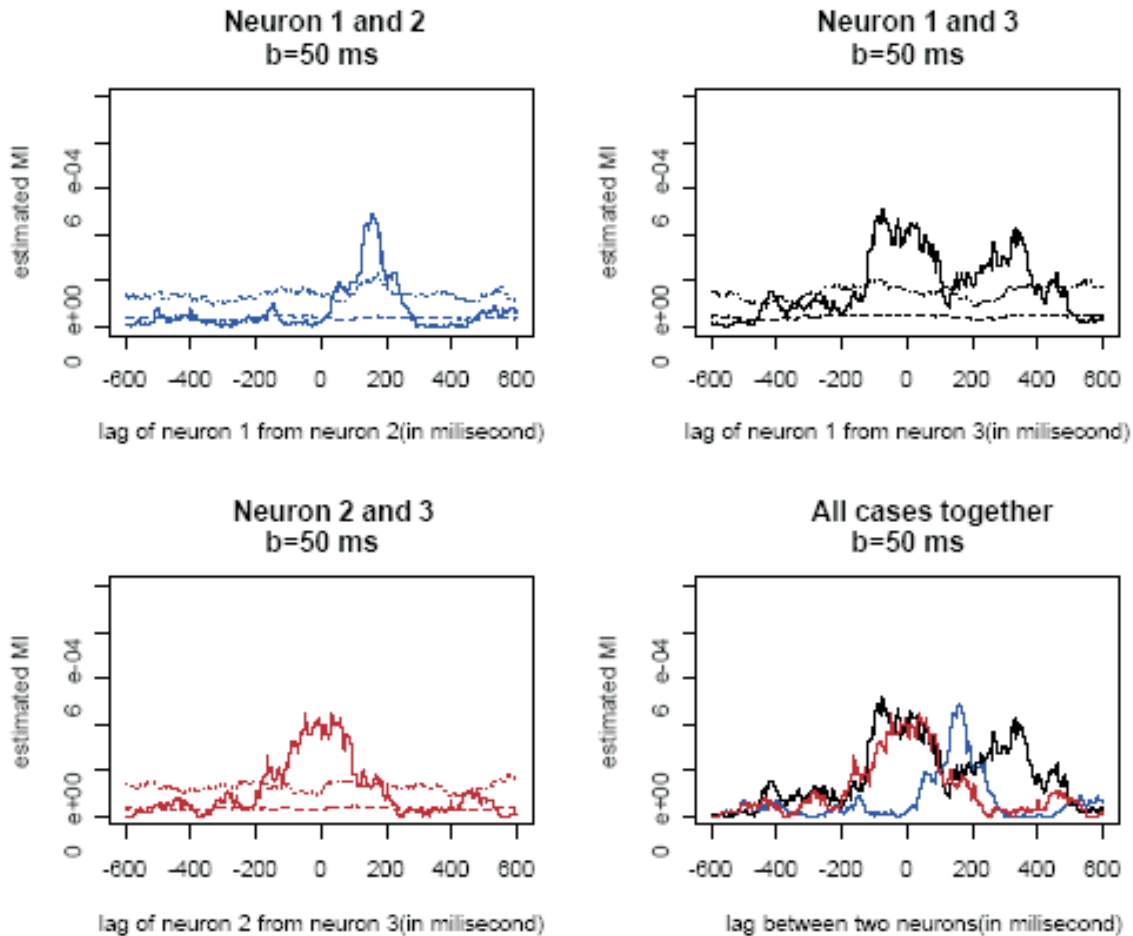 Neuron 1 and 2
b=50 ms
estimated MI
0 e+00 6 e-04
-600 -400 -200 0 200 400 600
lag of neuron 1 from neuron 2(in milisecond)
Neuron 1 and 3
b=50 ms
estimated MI
0 e+00 6 e-04
-600 -400 -200 0 200 400 600
lag of neuron 1 from neuron 3(in milisecond)
Neuron 2 and 3
b=50 ms
estimated MI
0 e+00 6 e-04
-600 -400 -200 0 200 400 600
lag of neuron 2 from neuron 3(in milisecond)
All cases together
b=50 ms
estimated MI
0 e+00 6 e-04
-600 -400 -200 0 200 400 600
lag between two neurons(in milisecond)